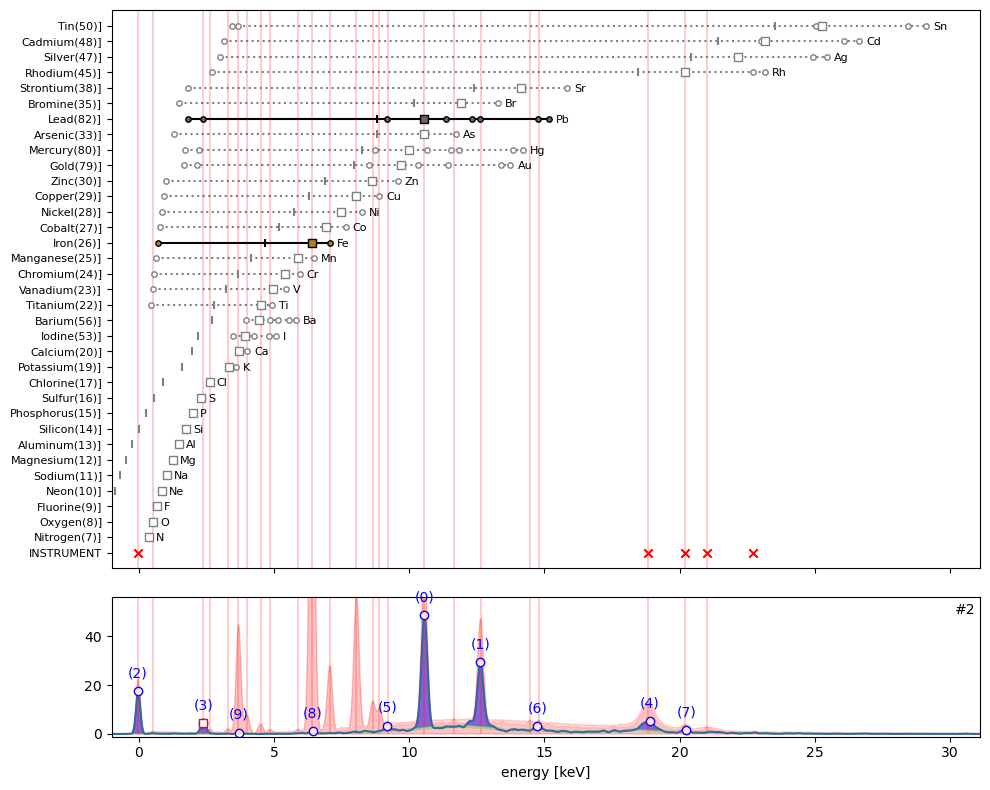 Tin(50)] Sn
Cadmium(48)] Cd
Silver(47)] Ag
Rhodium(45)] Rh
Strontium(38)] Sr
Bromine(35)] Br
Lead(82)] Pb
Arsenic(33)] As
Mercury(80)] Hg
Gold(79)] Au
Zinc(30)] Zn
Copper(29)] Cu
Nickel(28)] Ni
Cobalt(27)] Co
Iron(26)] Fe
Manganese(25)] Mn
Chromium(24)] Cr
Vanadium(23)] V
Titanium(22)] Ti
Barium(56)] Ba
Iodine(53)] I
Calcium(20)] Ca
Potassium(19)] K
Chlorine(17)] Cl
Sulfur(16)] S
Phosphorus(15)] P
Silicon(14)] Si
Aluminum(13)] Al
Magnesium(12)] Mg
Sodium(11)] Na
Neon(10)] Ne
Fluorine(9)] F
Oxygen(8)] O
Nitrogen(7)] N
INSTRUMENT
#2
(0)
(1)
(2)
(3)
(4)
(5)
(6)
(7)
(8)
(9)
40
20
0
0 5 10 15 20 25 30
energy [keV]